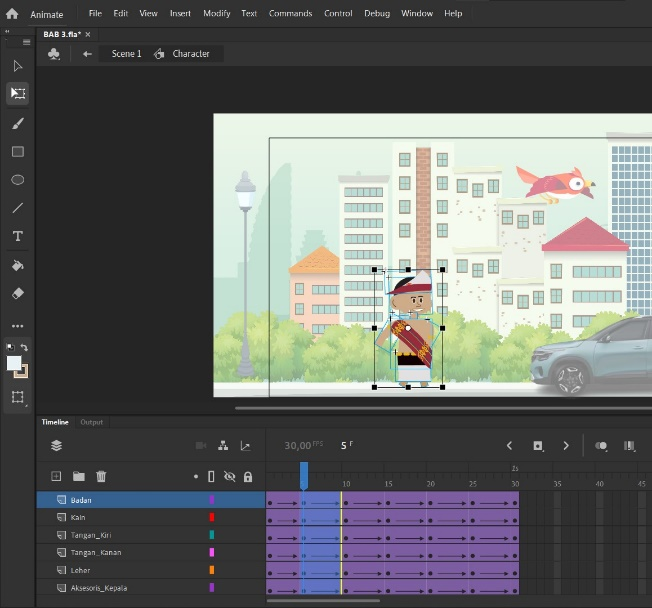 Animate File Edit View Insert Modify Text Commands Control Debug Window Help
BAB 3.fla*
Scene 1 Character
T
Timeline Output
30,00 FPS 5 F
2s
10 15 20 25 30 35 40 45
Badan
Kain
Tangan_Kiri
Tangan_Kanan
Leher
Aksesoris_Kepala